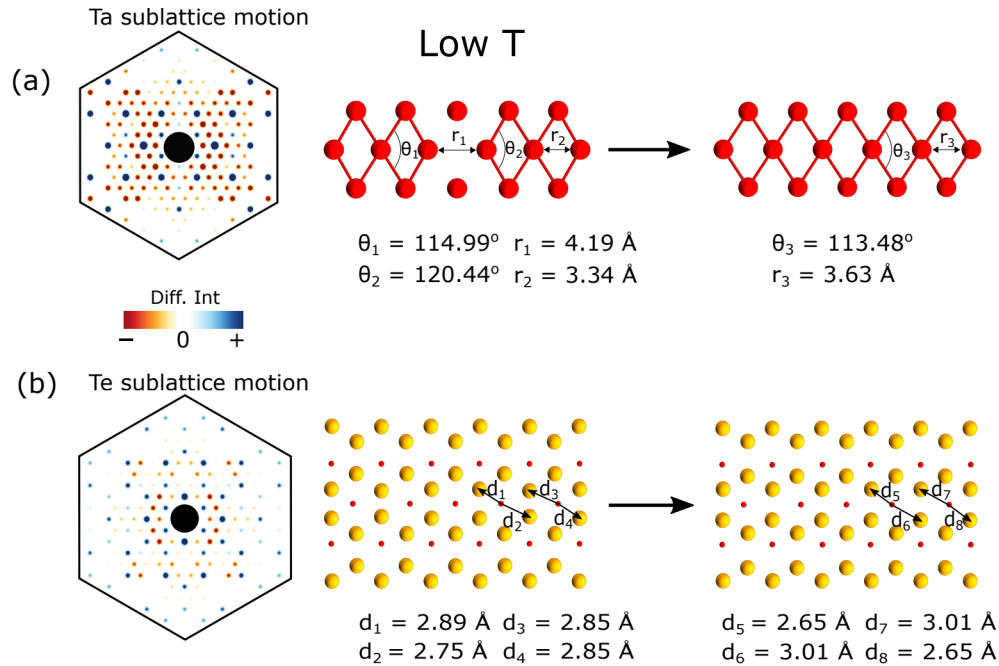 Ta sublattice motion
Low T
(a)
θ₁ r₁ θ₂ r₂
θ₃ r₃
θ₁ = 114.99° r₁ = 4.19 Å
θ₂ = 120.44° r₂ = 3.34 Å
θ₃ = 113.48°
r₃ = 3.63 Å
Diff. Int
− 0 +
(b)
Te sublattice motion
d₁ d₃
d₂ d₄
d₅ d₇
d₆ d₈
d₁ = 2.89 Å d₃ = 2.85 Å
d₂ = 2.75 Å d₄ = 2.85 Å
d₅ = 2.65 Å d₇ = 3.01 Å
d₆ = 3.01 Å d₈ = 2.65 Å